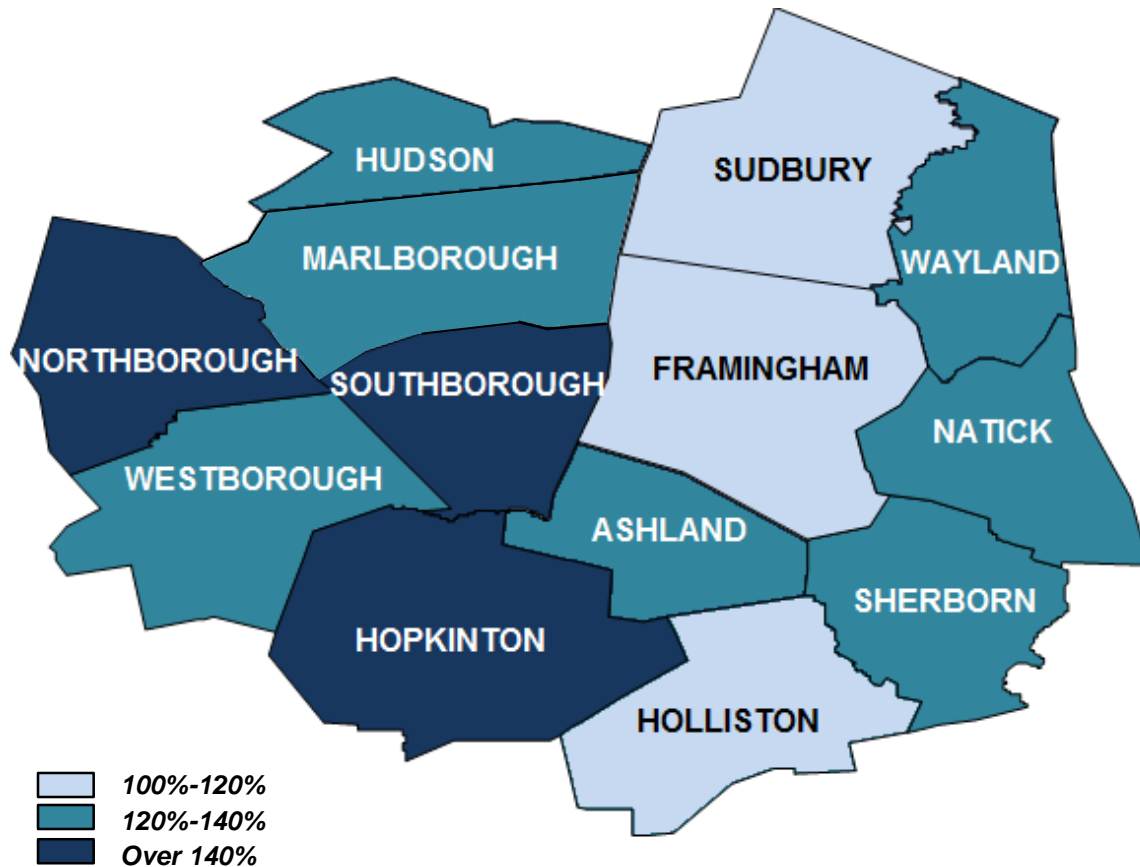 HUDSON
SUDBURY
MARLBOROUGH
WAYLAND
NORTHBOROUGH
SOUTHBOROUGH
FRAMINGHAM
NATICK
WESTBOROUGH
ASHLAND
SHERBORN
HOPKINTON
HOLLISTON
100%-120%
120%-140%
Over 140%